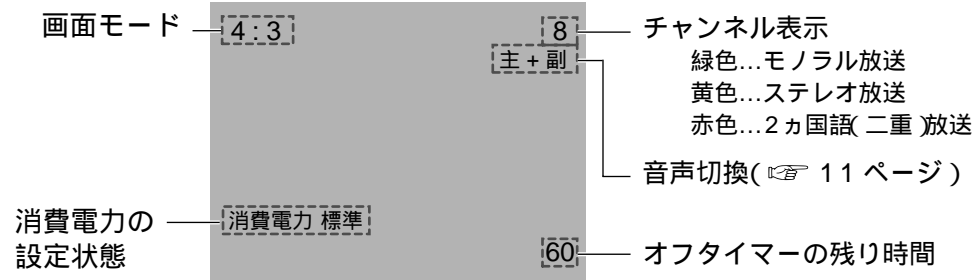 画面モード
4:3
8
主+副
消費電力の
設定状態
消費電力 標準
60
チャンネル表示
緑色...モノラル放送
黄色...ステレオ放送
赤色...2ヵ国語(二重)放送
音声切換(☞ 11ページ)
オフタイマーの残り時間